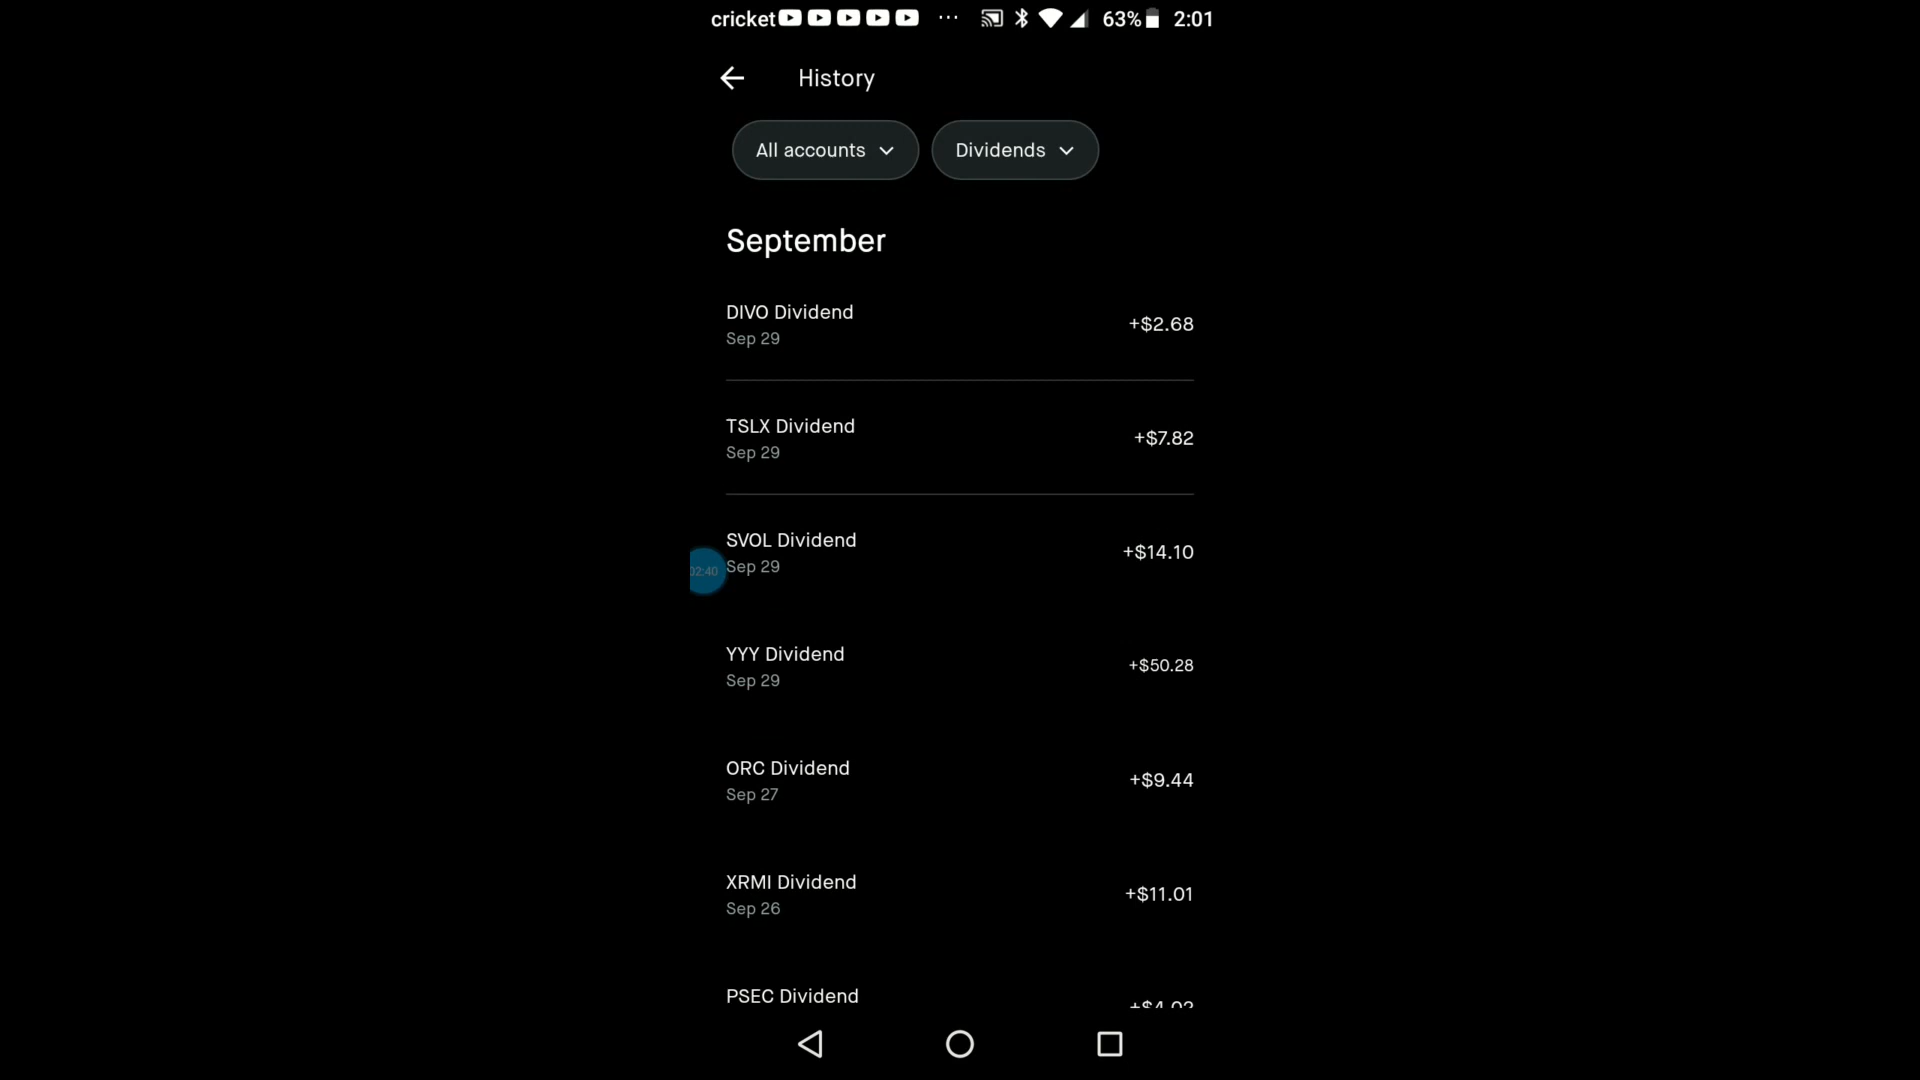 cricket ... 63% 2:01
History
All accounts Dividends
September
DIVO Dividend
Sep 29
+$2.68
TSLX Dividend
Sep 29
+$7.82
SVOL Dividend
Sep 29
+$14.10
02:40
YYY Dividend
Sep 29
+$50.28
ORC Dividend
Sep 27
+$9.44
XRMI Dividend
Sep 26
+$11.01
PSEC Dividend